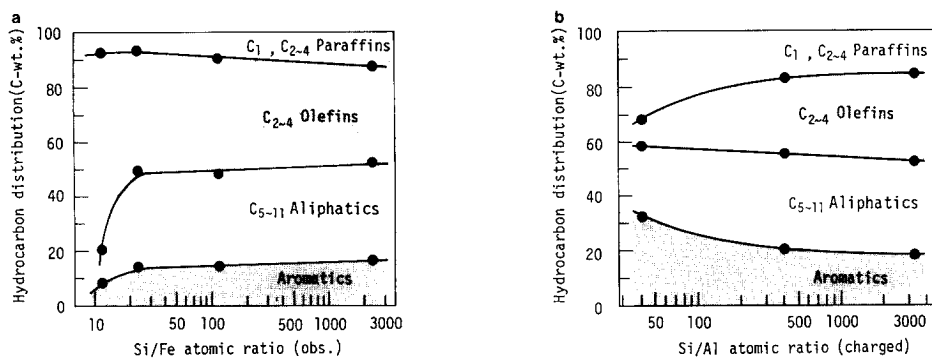 a
Hydrocarbon distribution(C-wt.%)
100
80
60
40
20
0
C1 , C2~4 Paraffins
C2~4 Olefins
C5~11 Aliphatics
Aromatics
10 50 100 500 1000 3000
Si/Fe atomic ratio (obs.)
b
Hydrocarbon distribution(C-wt.%)
100
80
60
40
20
0
C1 , C2~4 Paraffins
C2~4 Olefins
C5~11 Aliphatics
Aromatics
50 100 500 1000 3000
Si/Al atomic ratio (charged)